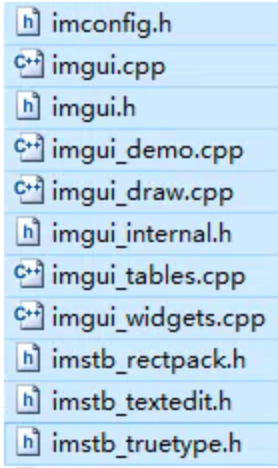 h imconfig.h
C++ imgui.cpp
h imgui.h
C++ imgui_demo.cpp
C++ imgui_draw.cpp
h imgui_internal.h
C++ imgui_tables.cpp
C++ imgui_widgets.cpp
h imstb_rectpack.h
h imstb_textedit.h
h imstb_truetype.h